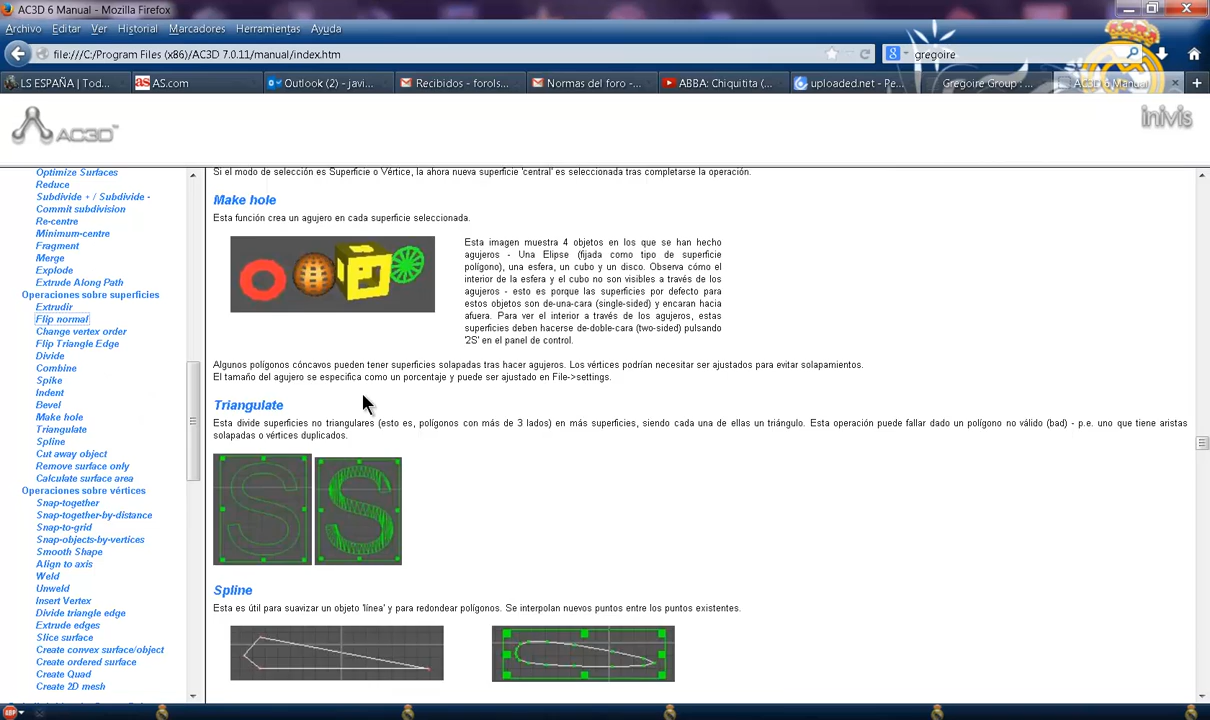 AC3D 6 Manual - Mozilla Firefox
Archivo Editar Ver Historial Marcadores Herramientas Ayuda
file:///C:/Program Files (x86)/AC3D 7.0.11/manual/index.htm
gregoire
LS ESPAÑA | Tod...
AS.com
Outlook (2) - javi...
Recibidos - forols...
Normas del foro -...
ABBA: Chiquitita (...
uploaded.net - Pe...
Gregoire Group : ...
AC3D 6 Manual
AC3D™
inivis
Optimize Surfaces
Reduce
Subdivide + / Subdivide -
Commit subdivision
Re-centre
Minimum-centre
Fragment
Merge
Explode
Extrude Along Path
Operaciones sobre superficies
Extrudir
Flip normal
Change vertex order
Flip Triangle Edge
Divide
Combine
Spike
Indent
Bevel
Make hole
Triangulate
Spline
Cut away object
Remove surface only
Calculate surface area
Operaciones sobre vértices
Snap-together
Snap-together-by-distance
Snap-to-grid
Snap-objects-by-vertices
Smooth Shape
Align to axis
Weld
Unweld
Insert Vertex
Divide triangle edge
Extrude edges
Slice surface
Create convex surface/object
Create ordered surface
Create Quad
Create 2D mesh
Si el modo de selección es Superficie o Vértice, la ahora nueva superficie 'central' es seleccionada tras completarse la operación.
Make hole
Esta función crea un agujero en cada superficie seleccionada.
Esta imagen muestra 4 objetos en los que se han hecho
agujeros - Una Elipse (fijada como tipo de superficie
polígono), una esfera, un cubo y un disco. Observa cómo el
interior de la esfera y el cubo no son visibles a través de los
agujeros - esto es porque las superficies por defecto para
estos objetos son de-una-cara (single-sided) y encaran hacia
afuera. Para ver el interior a través de los agujeros, estas
superficies deben hacerse de-doble-cara (two-sided) pulsando
'2S' en el panel de control.
Algunos polígonos cóncavos pueden tener superficies solapadas tras hacer agujeros. Los vértices podrían necesitar ser ajustados para evitar solapamientos.
El tamaño del agujero se especifica como un porcentaje y puede ser ajustado en File->settings.
Triangulate
Esta divide superficies no triangulares (esto es, polígonos con más de 3 lados) en más superficies, siendo cada una de ellas un triángulo. Esta operación puede fallar dado un polígono no válido (bad) - p.e. uno que tiene aristas
solapadas o vértices duplicados.
Spline
Esta es útil para suavizar un objeto 'línea' y para redondear polígonos. Se interpolan nuevos puntos entre los puntos existentes.
ABP